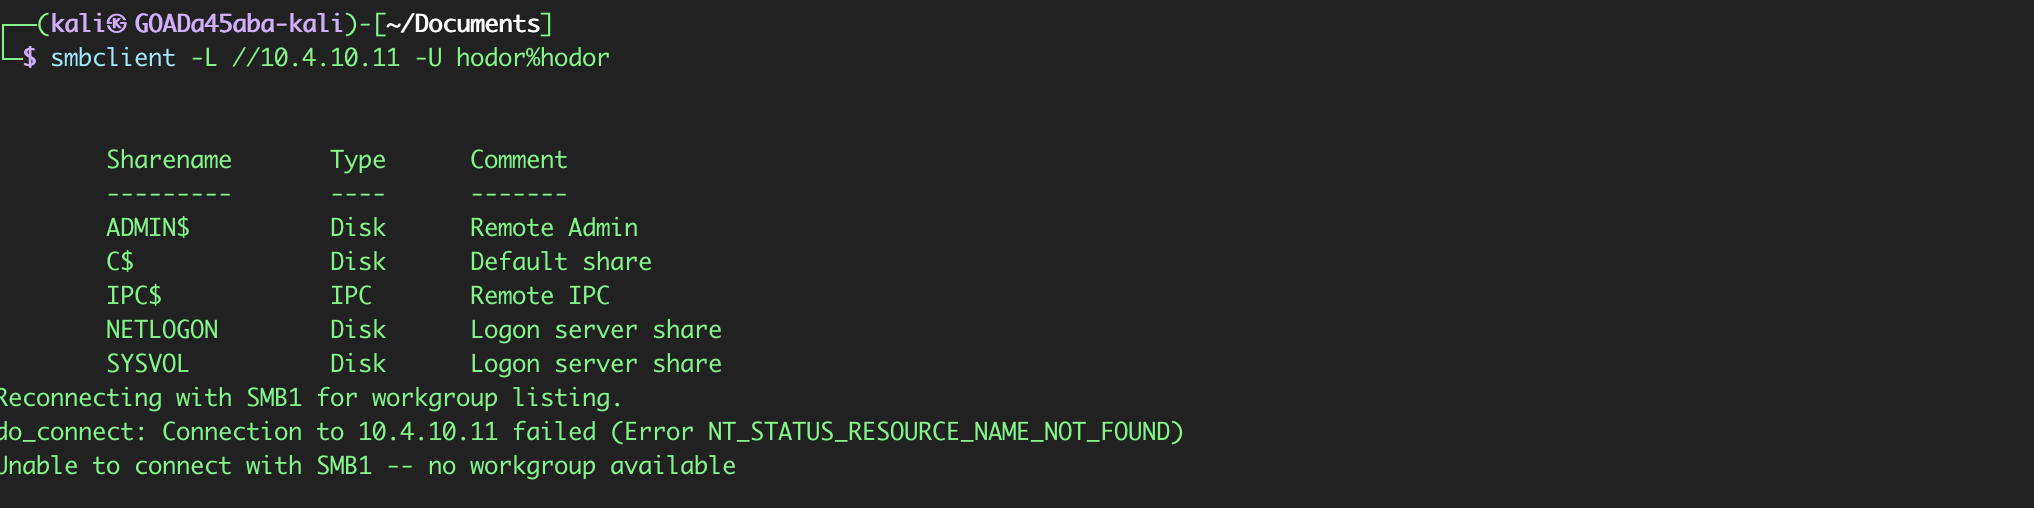 ┌──(kali㉿GOADa45aba-kali)-[~/Documents]
└─$ smbclient -L //10.4.10.11 -U hodor%hodor
Sharename Type Comment
--------- ---- -------
ADMIN$ Disk Remote Admin
C$ Disk Default share
IPC$ IPC Remote IPC
NETLOGON Disk Logon server share
SYSVOL Disk Logon server share
Reconnecting with SMB1 for workgroup listing.
do_connect: Connection to 10.4.10.11 failed (Error NT_STATUS_RESOURCE_NAME_NOT_FOUND)
Unable to connect with SMB1 -- no workgroup available